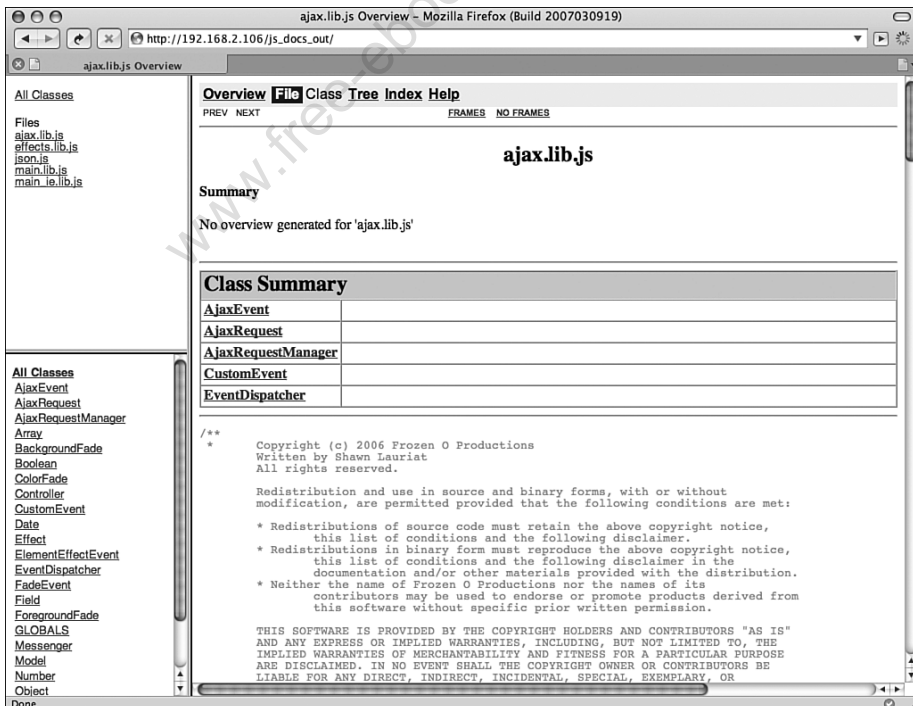 ajax.lib.js Overview – Mozilla Firefox (Build 2007030919)
http://192.168.2.106/js_docs_out/
ajax.lib.js Overview
All Classes
Files
ajax.lib.js
effects.lib.js
json.js
main.lib.js
main_ie.lib.js
All Classes
AjaxEvent
AjaxRequest
AjaxRequestManager
Array
BackgroundFade
Boolean
ColorFade
Controller
CustomEvent
Date
Effect
ElementEffectEvent
EventDispatcher
FadeEvent
Field
ForegroundFade
GLOBALS
Messenger
Model
Number
Object
Overview File Class Tree Index Help
PREV NEXT FRAMES NO FRAMES
ajax.lib.js
Summary
No overview generated for 'ajax.lib.js'
Class Summary
AjaxEvent
AjaxRequest
AjaxRequestManager
CustomEvent
EventDispatcher
/**
* Copyright (c) 2006 Frozen O Productions
Written by Shawn Lauriat
All rights reserved.
Redistribution and use in source and binary forms, with or without
modification, are permitted provided that the following conditions are met:
* Redistributions of source code must retain the above copyright notice,
this list of conditions and the following disclaimer.
* Redistributions in binary form must reproduce the above copyright notice,
this list of conditions and the following disclaimer in the
documentation and/or other materials provided with the distribution.
* Neither the name of Frozen O Productions nor the names of its
contributors may be used to endorse or promote products derived from
this software without specific prior written permission.
THIS SOFTWARE IS PROVIDED BY THE COPYRIGHT HOLDERS AND CONTRIBUTORS "AS IS"
AND ANY EXPRESS OR IMPLIED WARRANTIES, INCLUDING, BUT NOT LIMITED TO, THE
IMPLIED WARRANTIES OF MERCHANTABILITY AND FITNESS FOR A PARTICULAR PURPOSE
ARE DISCLAIMED. IN NO EVENT SHALL THE COPYRIGHT OWNER OR CONTRIBUTORS BE
LIABLE FOR ANY DIRECT, INDIRECT, INCIDENTAL, SPECIAL, EXEMPLARY, OR
Done
www.free-ebo